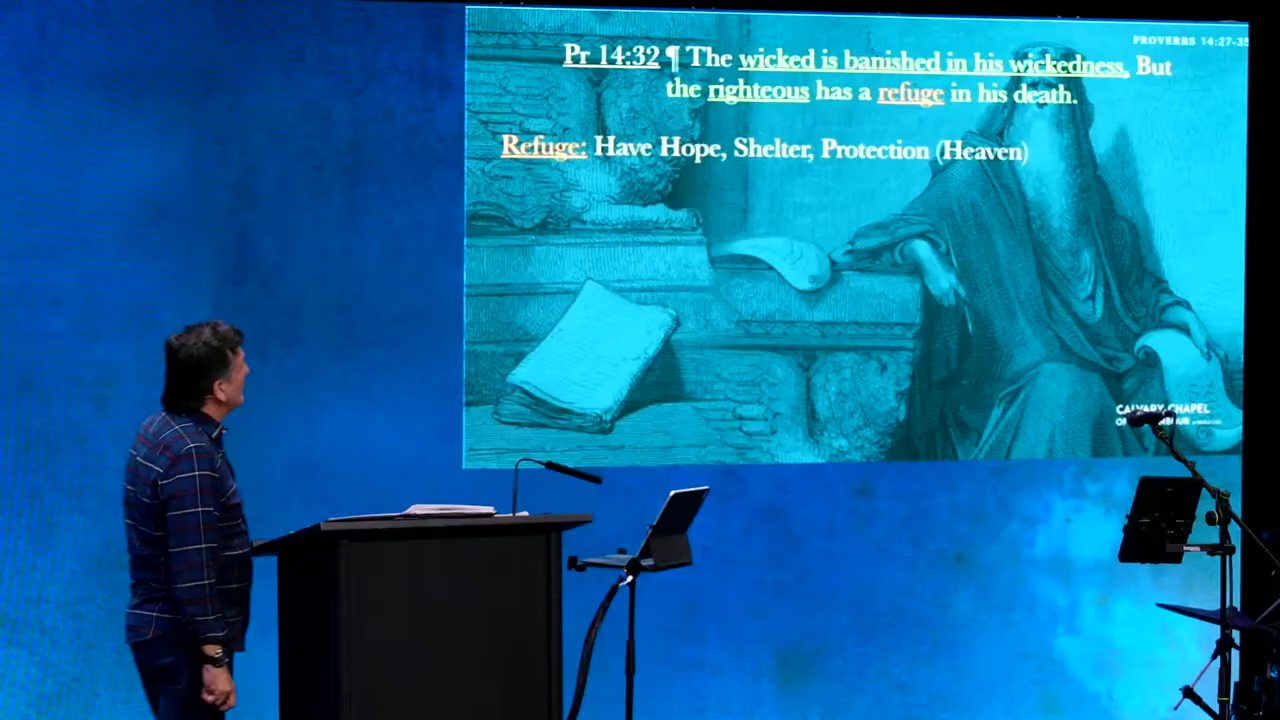 PROVERBS 14:27-35
Pr 14:32 ¶ The wicked is banished in his wickedness, But
the righteous has a refuge in his death.
Refuge: Have Hope, Shelter, Protection (Heaven)
CALVARY CHAPEL